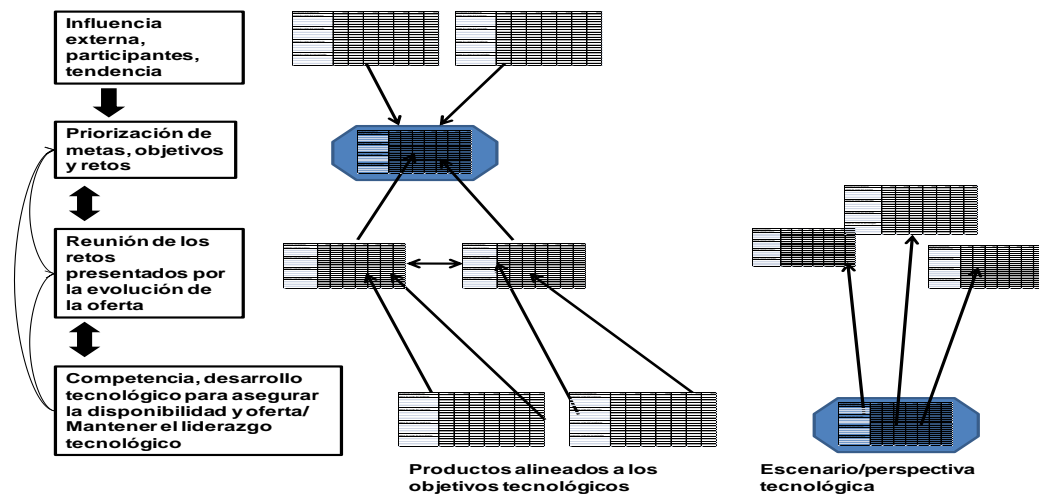 Influencia
externa,
participantes,
tendencia
Priorización de
metas, objetivos
y retos
Reunión de los
retos
presentados por
la evolución de
la oferta
Competencia, desarrollo
tecnológico para asegurar
la disponibilidad y oferta/
Mantener el liderazgo
tecnológico
Productos alineados a los
objetivos tecnológicos
Escenario/perspectiva
tecnológica